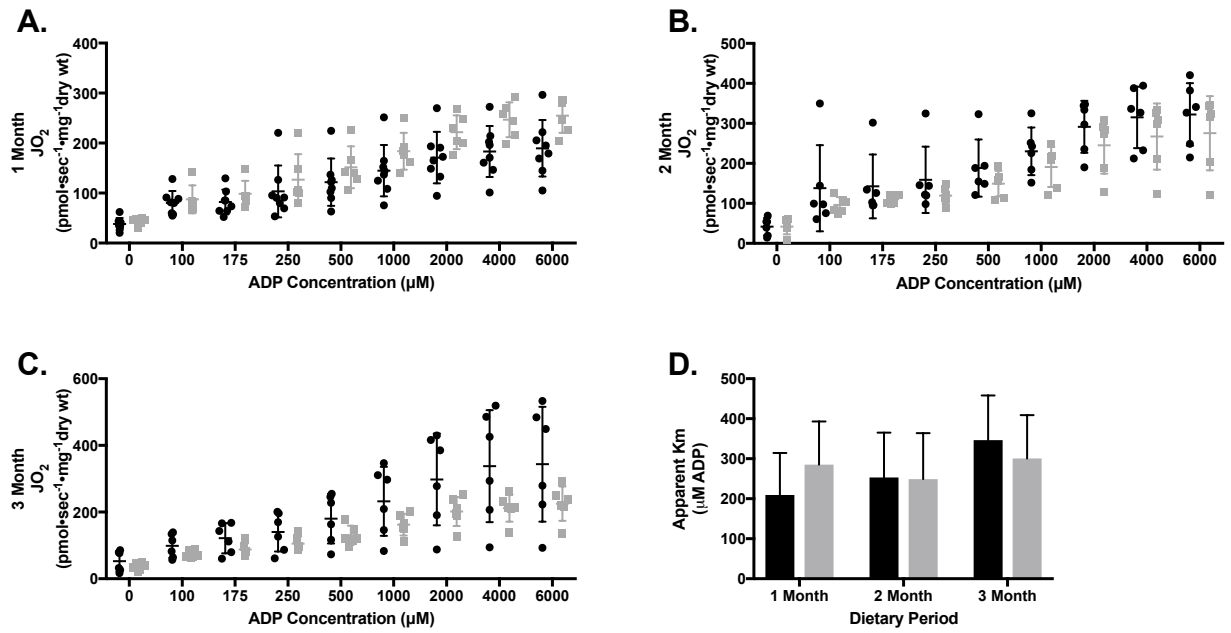 A.
1 Month
JO2
(pmol•sec-1•mg-1dry wt)
400
300
200
100
0
0 100 175 250 500 1000 2000 4000 6000
ADP Concentration (µM)
B.
2 Month
JO2
(pmol•sec-1•mg-1dry wt)
500
400
300
200
100
0
0 100 175 250 500 1000 2000 4000 6000
ADP Concentration (µM)
C.
3 Month
JO2
(pmol•sec-1•mg-1dry wt)
600
400
200
0
0 100 175 250 500 1000 2000 4000 6000
ADP Concentration (µM)
D.
Apparent Km
(µM ADP)
500
400
300
200
100
0
1 Month 2 Month 3 Month
Dietary Period